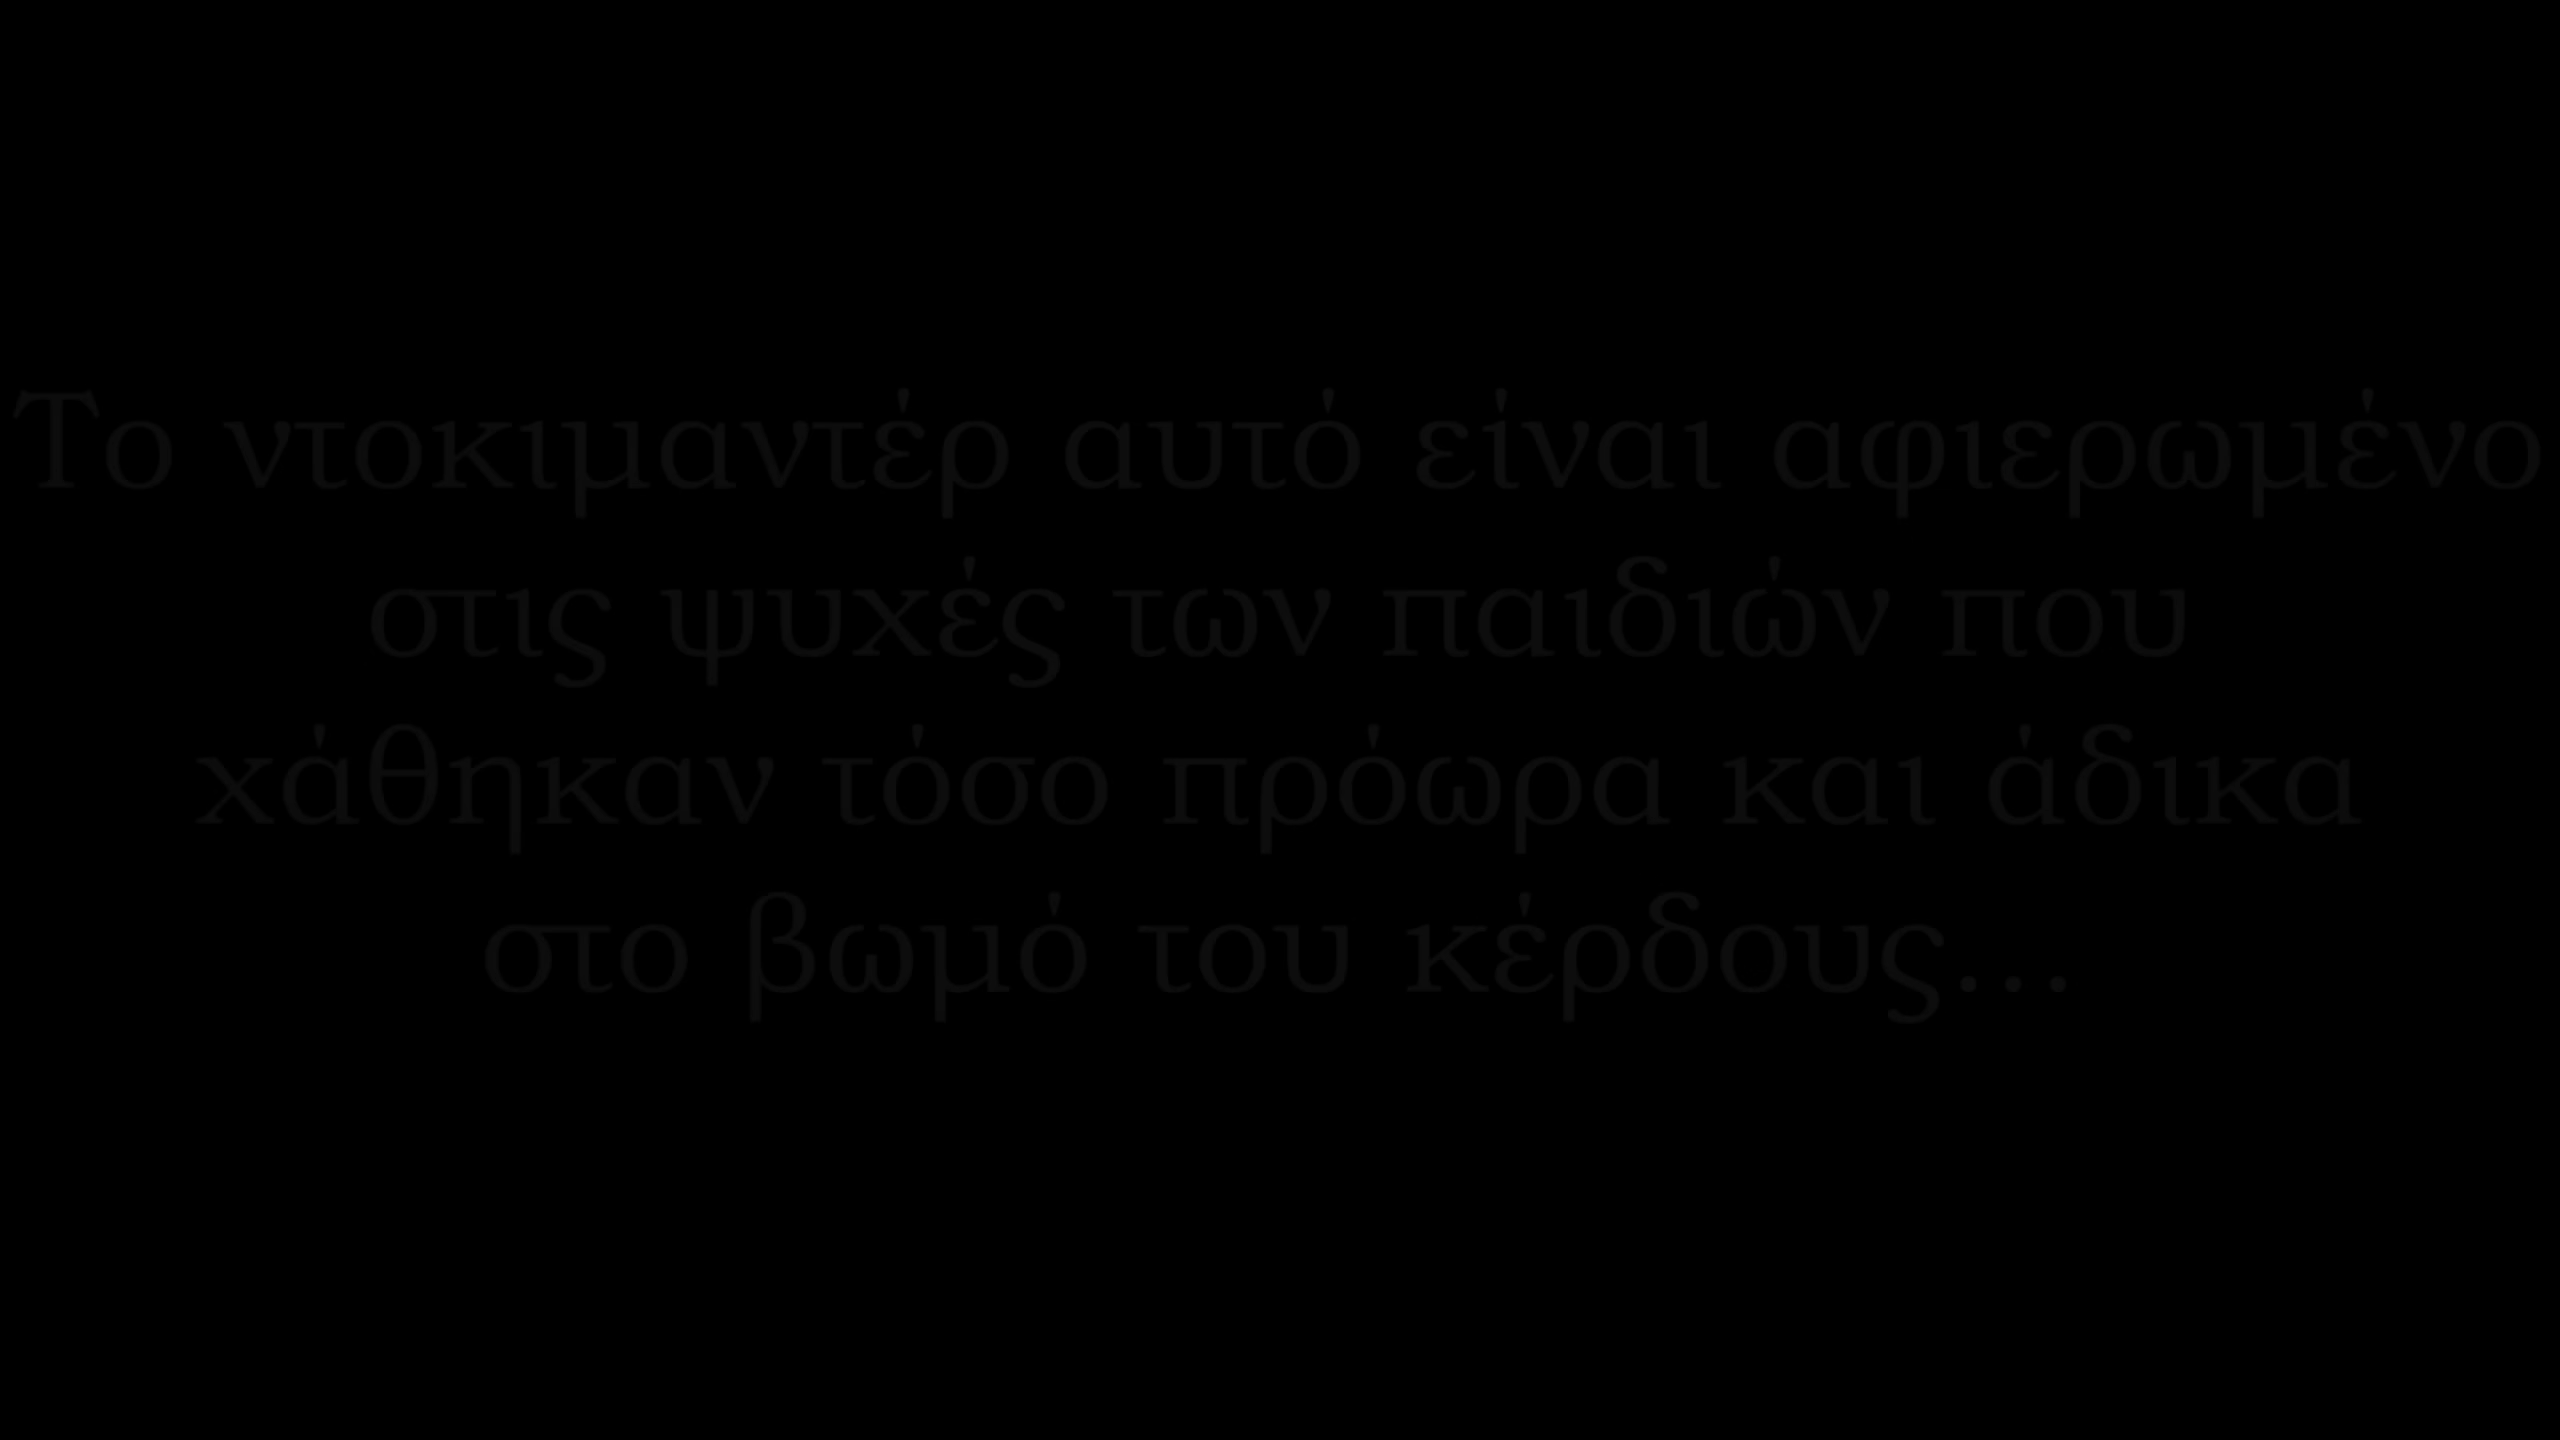 Το ντοκιμαντέρ αυτό είναι αφιερωμένο
στις ψυχές των παιδιών που
χάθηκαν τόσο πρόωρα και άδικα
στο βωμό του κέρδους...